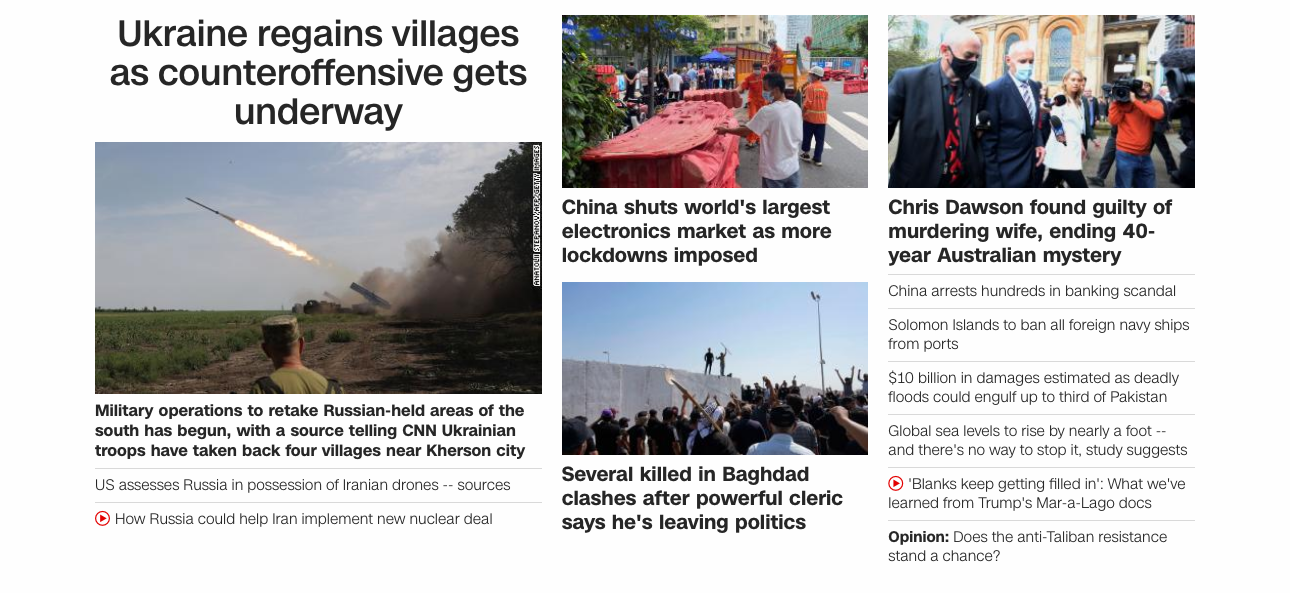 Ukraine regains villages
as counteroffensive gets
underway
ANATOLII STEPANOV/AFP/GETTY IMAGES
Military operations to retake Russian-held areas of the
south has begun, with a source telling CNN Ukrainian
troops have taken back four villages near Kherson city
US assesses Russia in possession of Iranian drones -- sources
How Russia could help Iran implement new nuclear deal
China shuts world's largest
electronics market as more
lockdowns imposed
Several killed in Baghdad
clashes after powerful cleric
says he's leaving politics
Chris Dawson found guilty of
murdering wife, ending 40-
year Australian mystery
China arrests hundreds in banking scandal
Solomon Islands to ban all foreign navy ships
from ports
$10 billion in damages estimated as deadly
floods could engulf up to third of Pakistan
Global sea levels to rise by nearly a foot --
and there's no way to stop it, study suggests
'Blanks keep getting filled in': What we've
learned from Trump's Mar-a-Lago docs
Opinion: Does the anti-Taliban resistance
stand a chance?